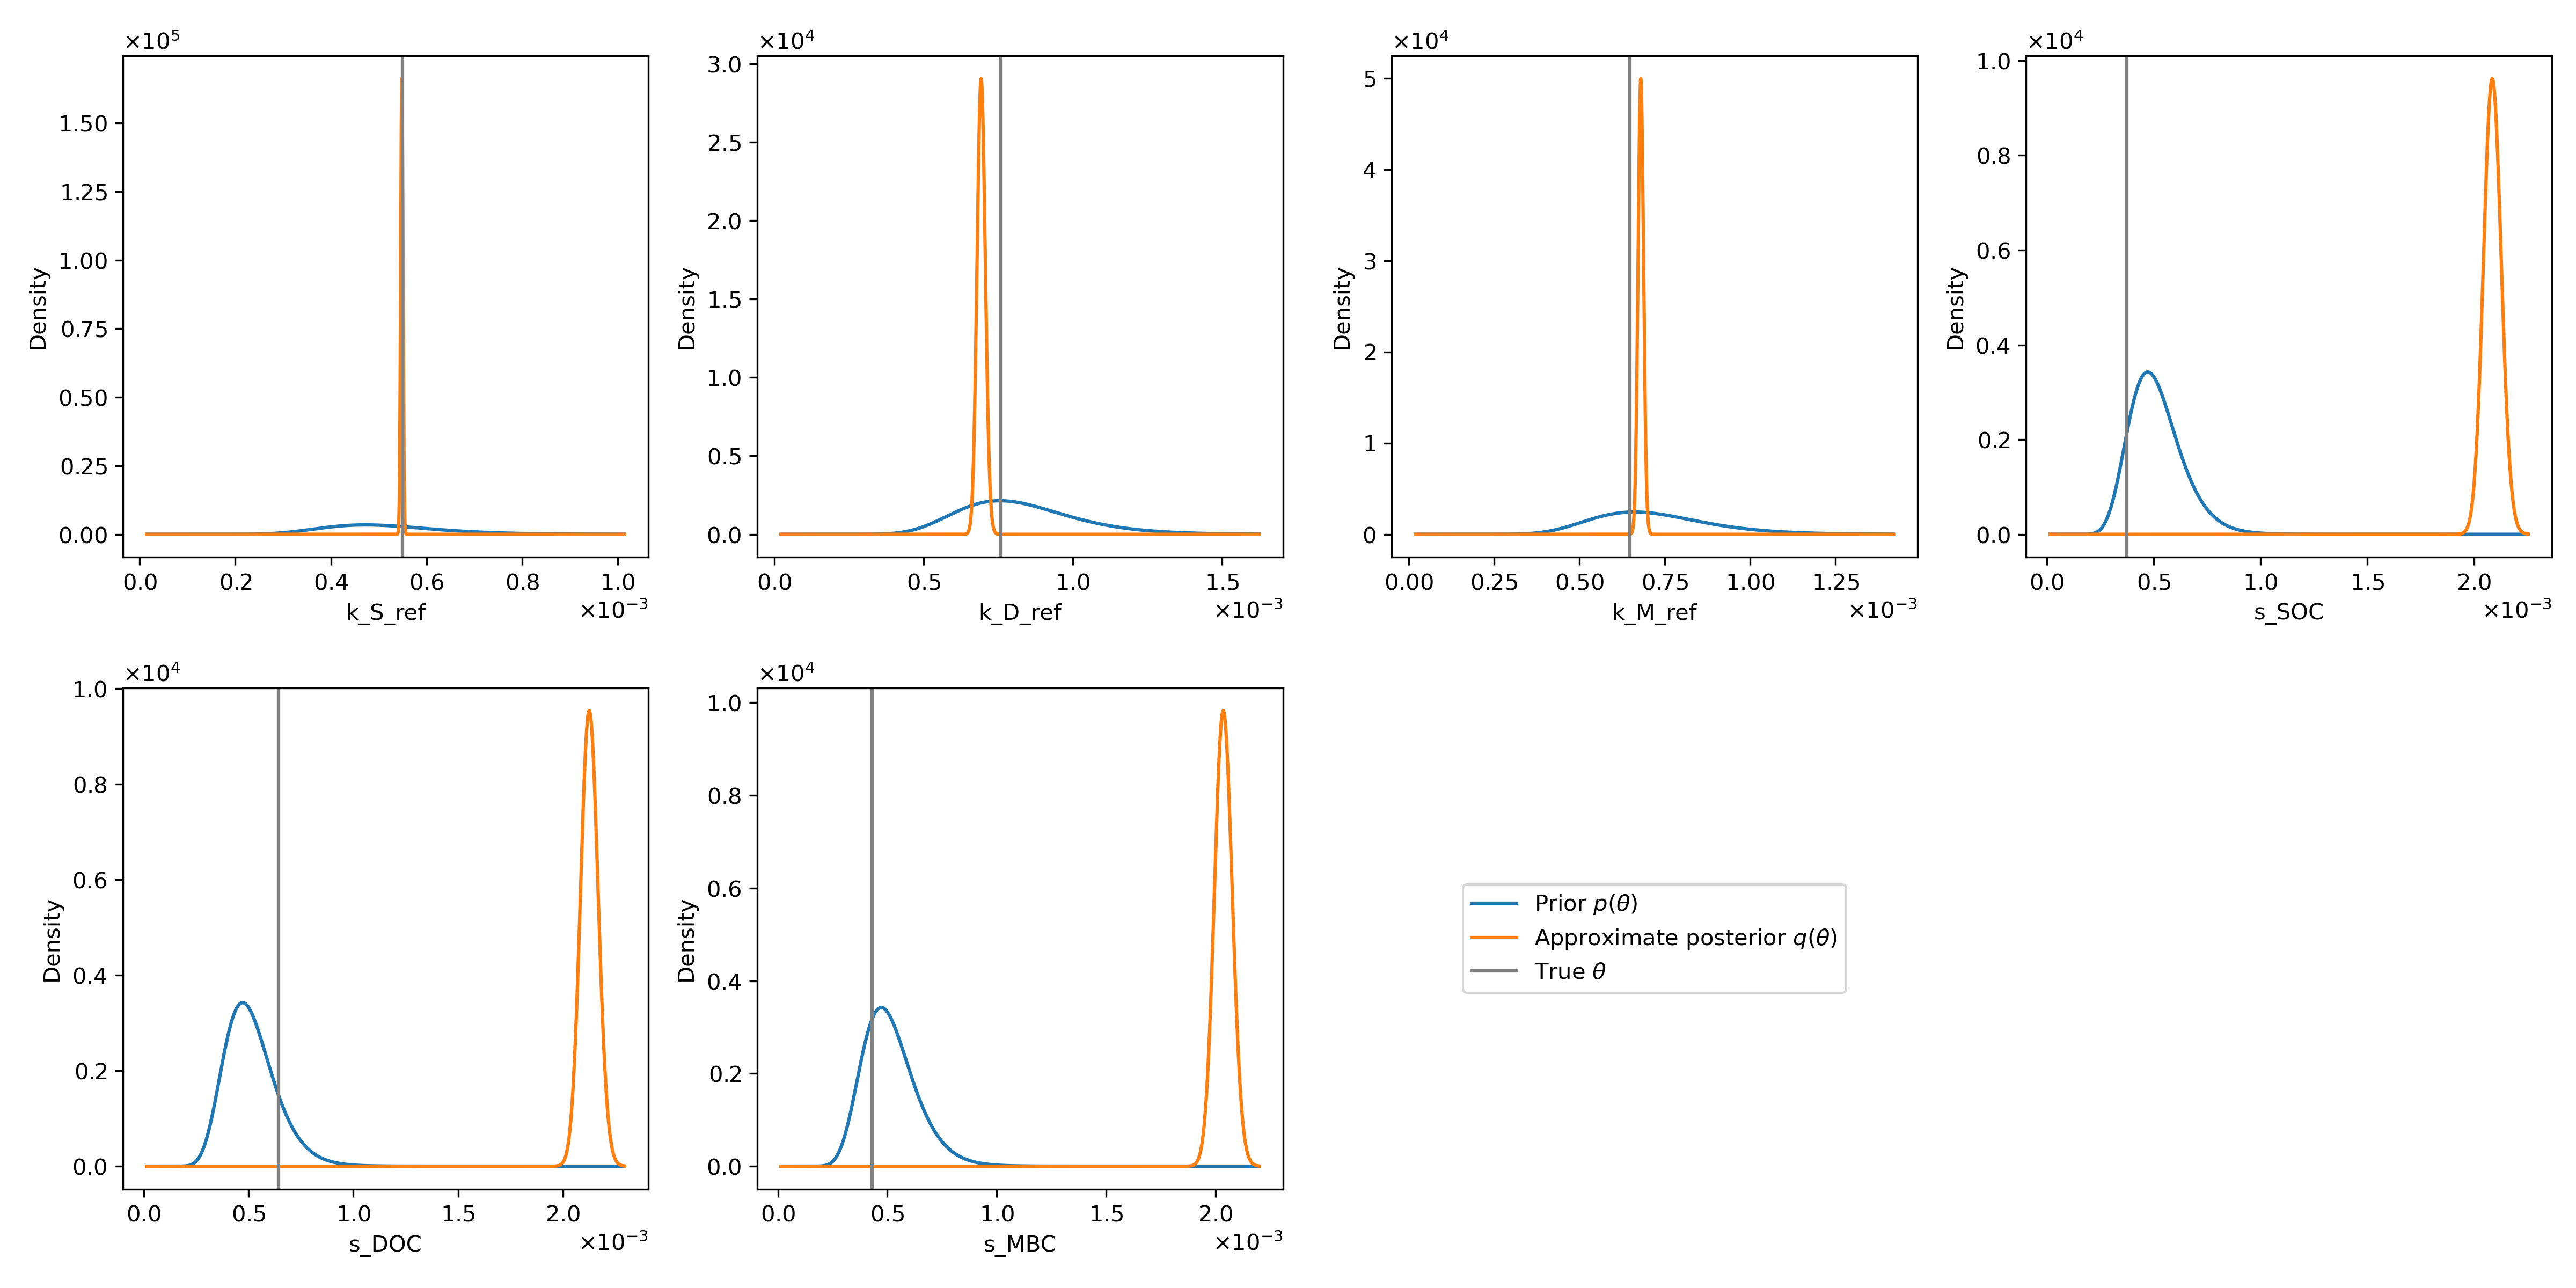 ×10⁵
Density
1.50
1.25
1.00
0.75
0.50
0.25
0.00
0.0 0.2 0.4 0.6 0.8 1.0
k_S_ref
×10⁻³
×10⁴
Density
3.0
2.5
2.0
1.5
1.0
0.5
0.0
0.0 0.5 1.0 1.5
k_D_ref
×10⁻³
×10⁴
Density
5
4
3
2
1
0
0.00 0.25 0.50 0.75 1.00 1.25
k_M_ref
×10⁻³
×10⁴
Density
1.0
0.8
0.6
0.4
0.2
0.0
0.0 0.5 1.0 1.5 2.0
s_SOC
×10⁻³
×10⁴
Density
1.0
0.8
0.6
0.4
0.2
0.0
0.0 0.5 1.0 1.5 2.0
s_DOC
×10⁻³
×10⁴
Density
1.0
0.8
0.6
0.4
0.2
0.0
0.0 0.5 1.0 1.5 2.0
s_MBC
×10⁻³
Prior p(θ)
Approximate posterior q(θ)
True θ